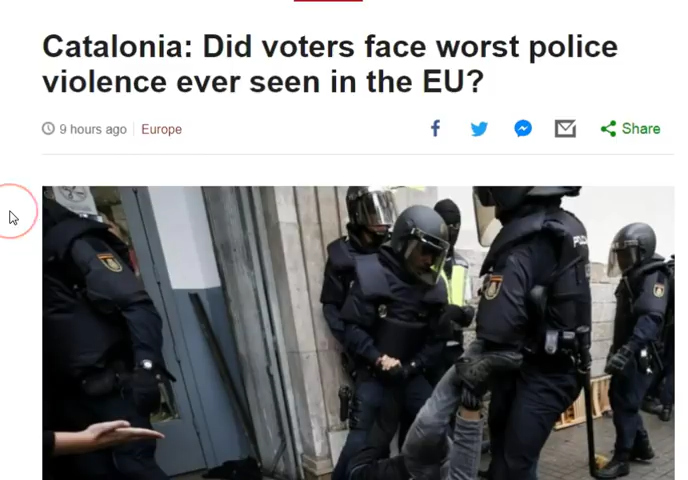 Catalonia: Did voters face worst police
violence ever seen in the EU?
9 hours ago Europe Share